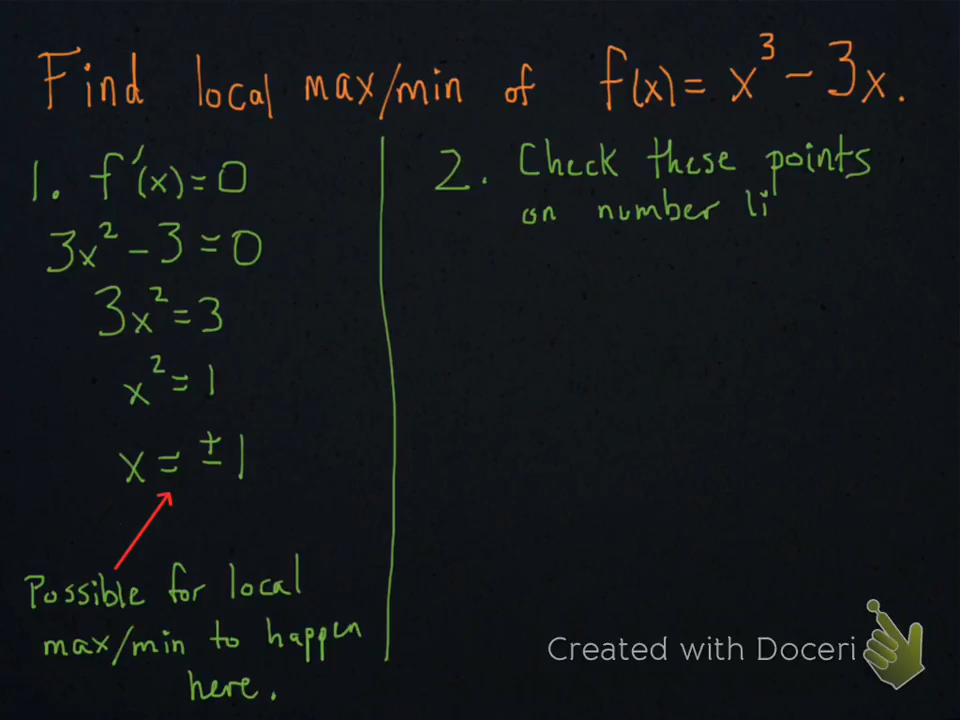 Find local max/min of f(x) = x³ - 3x.
1. f'(x) = 0
3x² - 3 = 0
3x² = 3
x² = 1
x = ±1
Possible for local
max/min to happen
here.
2. Check these points
on number li
Created with Doceri